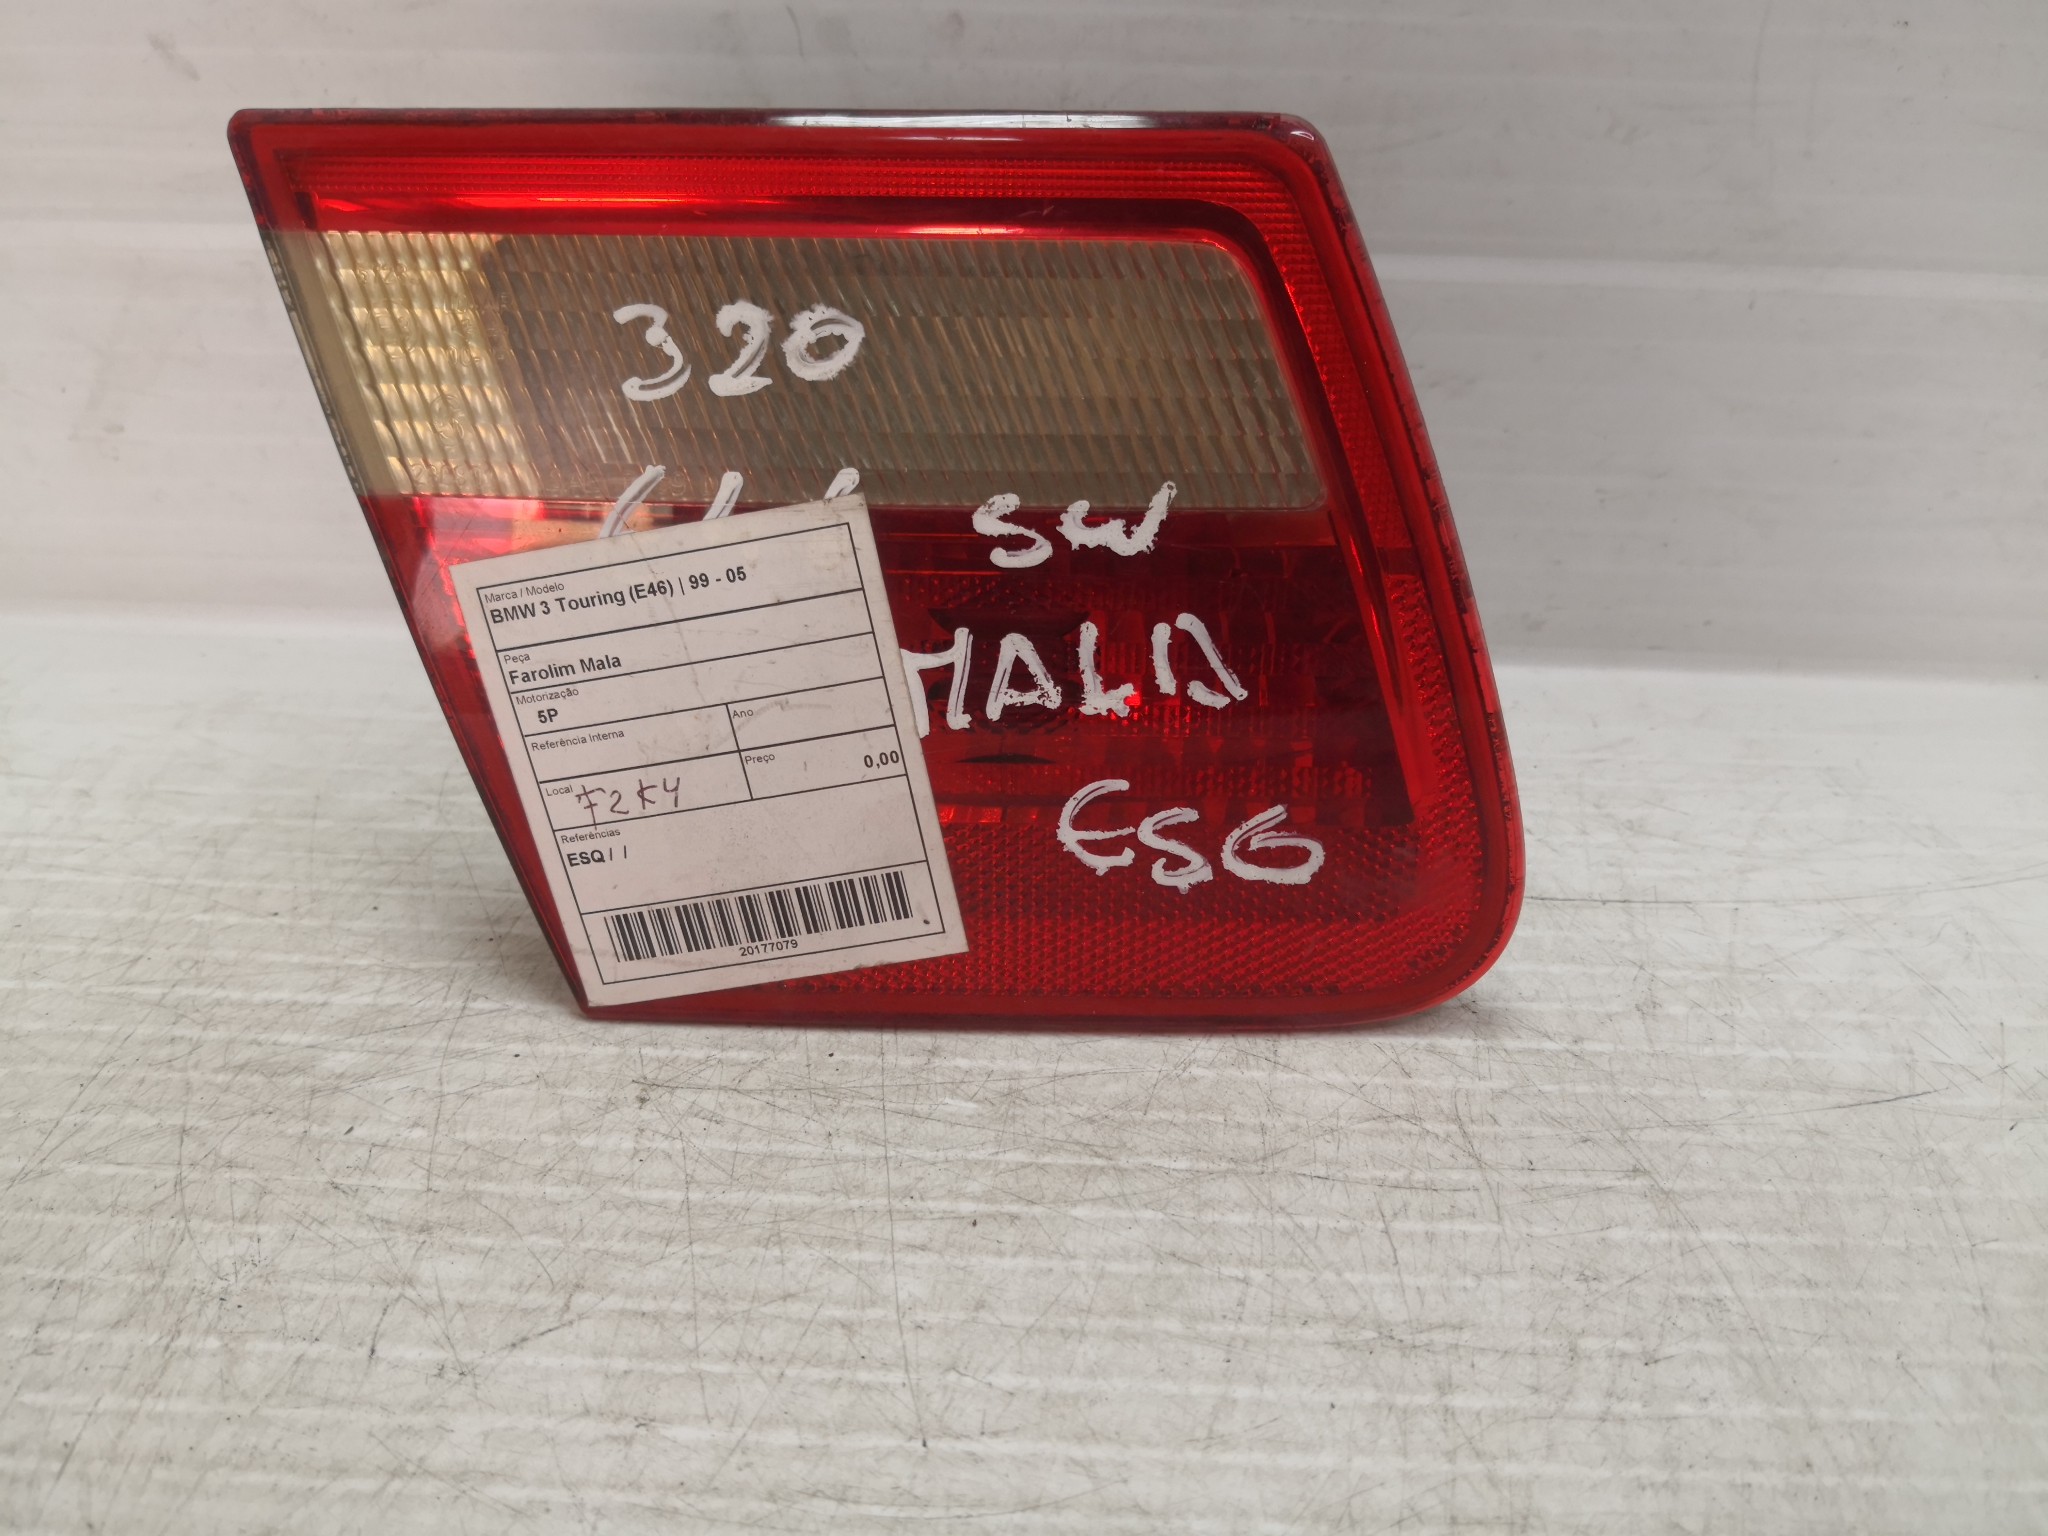 320
SW
MALA
ESG
Marca / Modelo
BMW 3 Touring (E46) | 99 - 05
Peça
Farolim Mala
Motorização
5P
Referência Interna
Ano
Local F2K4
Preço 0,00
Referências
ESQ / /
20177079